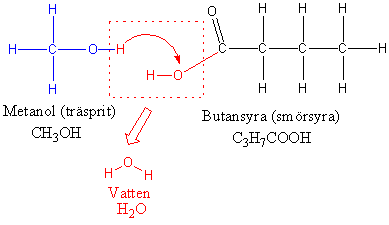 H H H H
O
H C O H C C C C H
H O
H H H H
Metanol (träsprit)
CH3OH
Butansyra (smörsyra)
C3H7COOH
O
H H
Vatten
H2O